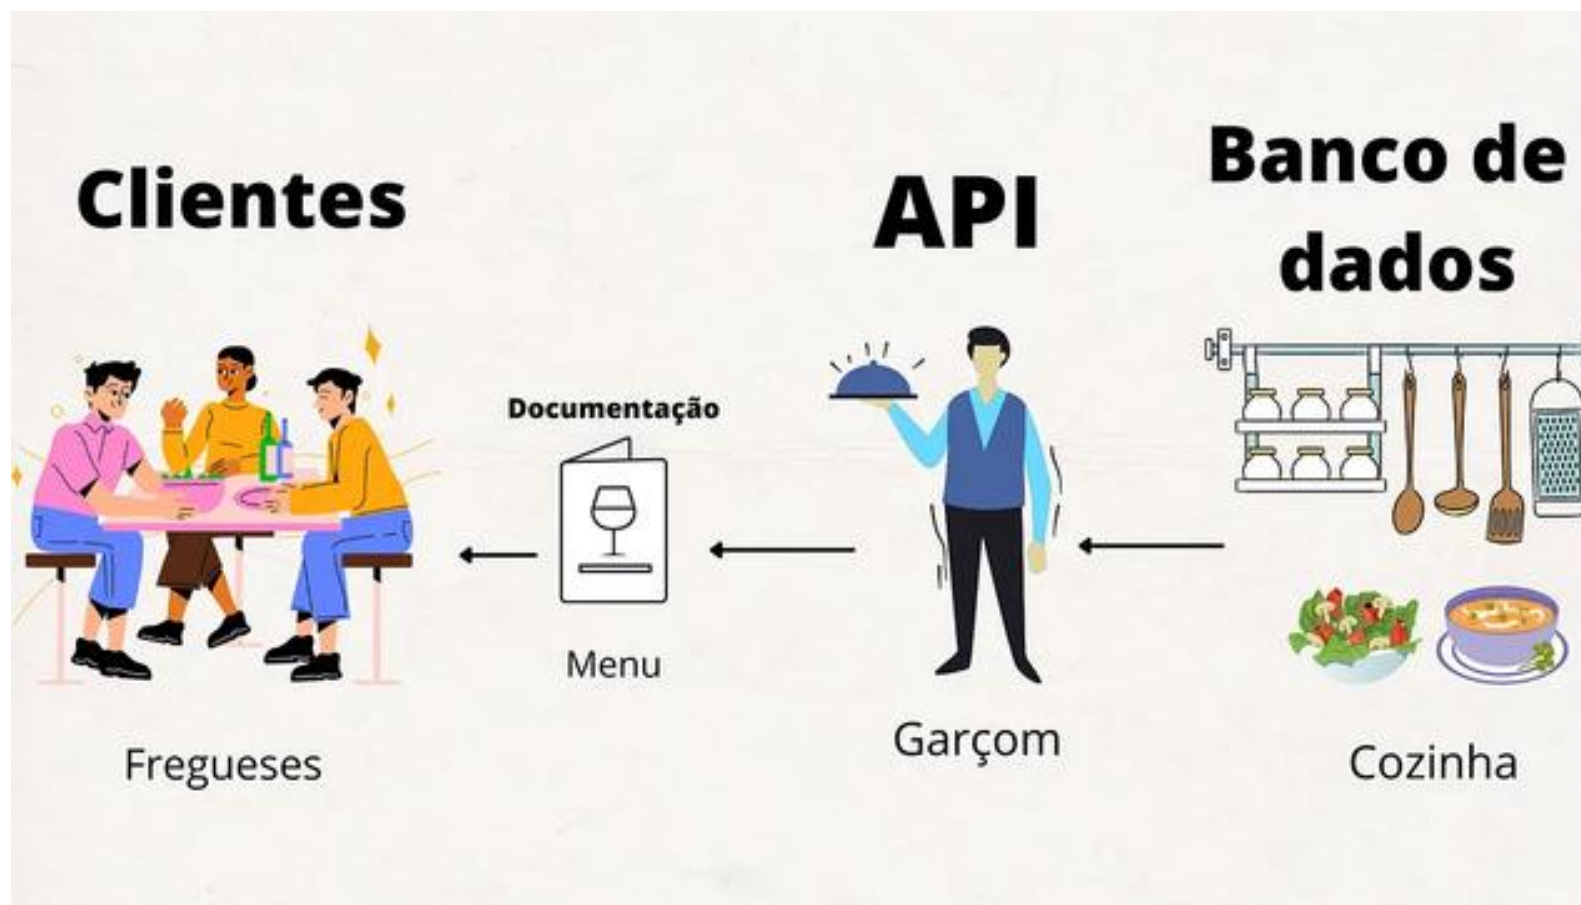 Clientes
Fregueses
Documentação
Menu
API
Garçom
Banco de
dados
Cozinha